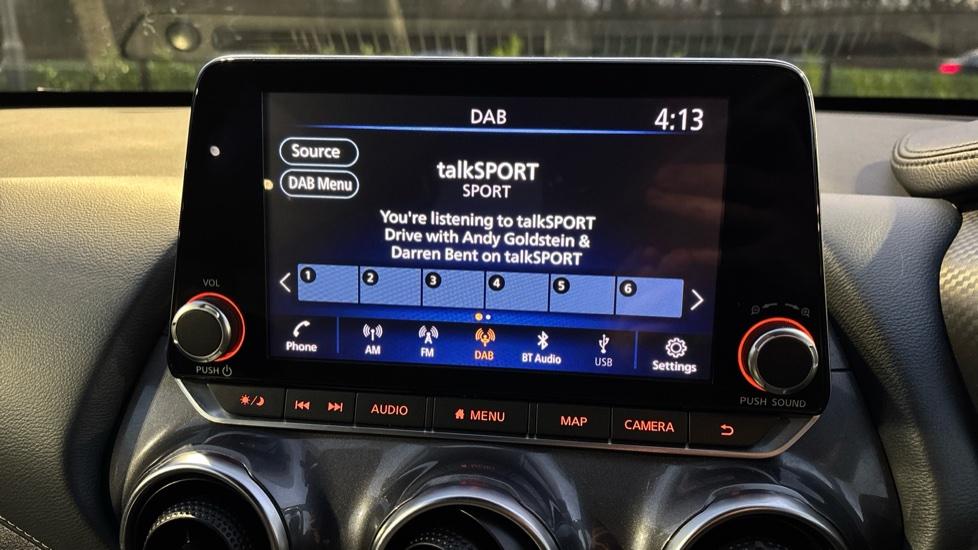 DAB
4:13
Source
DAB Menu
talkSPORT
SPORT
You're listening to talkSPORT
Drive with Andy Goldstein &
Darren Bent on talkSPORT
1 2 3 4 5 6
Phone AM FM DAB BT Audio USB Settings
VOL
PUSH
PUSH SOUND
AUDIO MENU MAP CAMERA